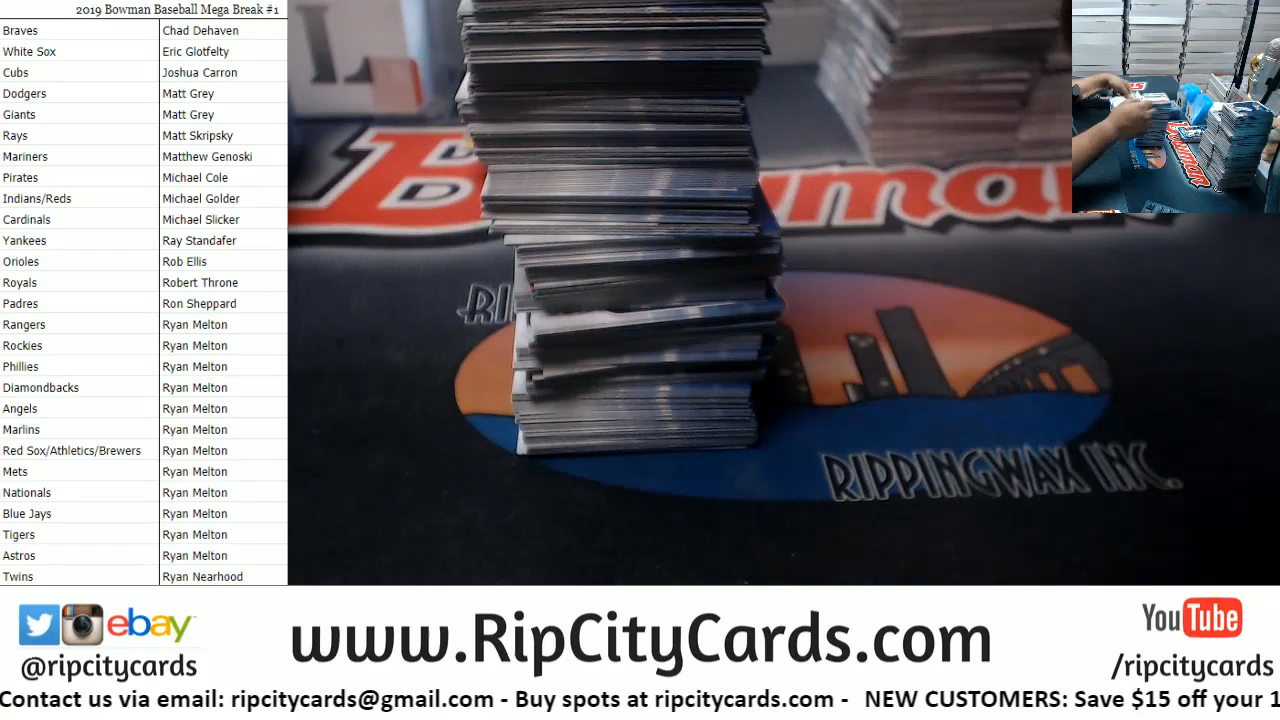 2019 Bowman Baseball Mega Break #1
Braves Chad Dehaven
White Sox Eric Glotfelty
Cubs Joshua Carron
Dodgers Matt Grey
Giants Matt Grey
Rays Matt Skripsky
Mariners Matthew Genoski
Pirates Michael Cole
Indians/Reds Michael Golder
Cardinals Michael Slicker
Yankees Ray Standafer
Orioles Rob Ellis
Royals Robert Throne
Padres Ron Sheppard
Rangers Ryan Melton
Rockies Ryan Melton
Phillies Ryan Melton
Diamondbacks Ryan Melton
Angels Ryan Melton
Marlins Ryan Melton
Red Sox/Athletics/Brewers Ryan Melton
Mets Ryan Melton
Nationals Ryan Melton
Blue Jays Ryan Melton
Tigers Ryan Melton
Astros Ryan Melton
Twins Ryan Nearhood
Bowman
RI
RIPPINGWAX INC.
ebay
@ripcitycards
www.RipCityCards.com
YouTube
/ripcitycards
Contact us via email: ripcitycards@gmail.com - Buy spots at ripcitycards.com - NEW CUSTOMERS: Save $15 off your 1